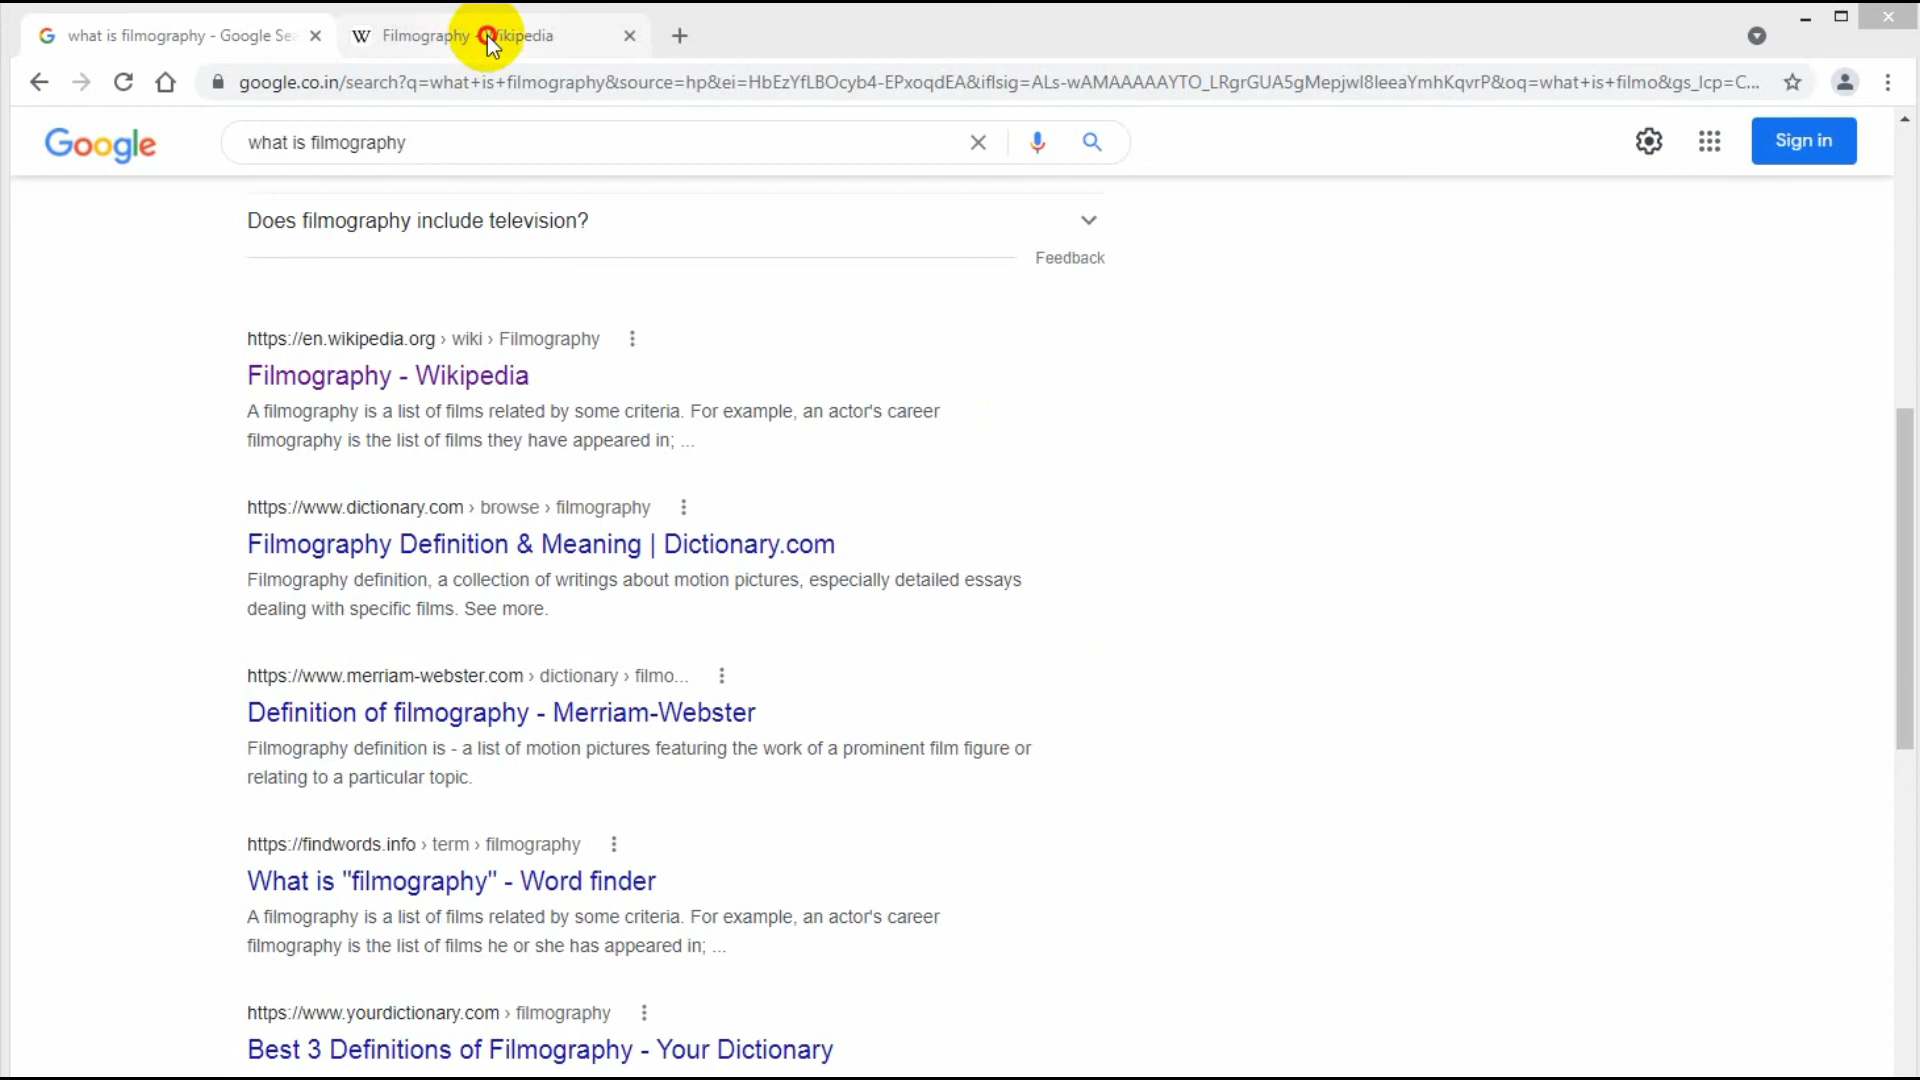 what is filmography - Google Sea
Filmography - Wikipedia
google.co.in/search?q=what+is+filmography&source=hp&ei=HbEzYfLBOcyb4-EPxoqdEA&iflsig=ALs-wAMAAAAAYTO_LRgrGUA5gMepjwI8IeeaYmhKqvrP&oq=what+is+filmo&gs_lcp=C...
Google
what is filmography
Sign in
Does filmography include television?
Feedback
https://en.wikipedia.org › wiki › Filmography
Filmography - Wikipedia
A filmography is a list of films related by some criteria. For example, an actor's career
filmography is the list of films they have appeared in; ...
https://www.dictionary.com › browse › filmography
Filmography Definition & Meaning | Dictionary.com
Filmography definition, a collection of writings about motion pictures, especially detailed essays
dealing with specific films. See more.
https://www.merriam-webster.com › dictionary › filmo...
Definition of filmography - Merriam-Webster
Filmography definition is - a list of motion pictures featuring the work of a prominent film figure or
relating to a particular topic.
https://findwords.info › term › filmography
What is "filmography" - Word finder
A filmography is a list of films related by some criteria. For example, an actor's career
filmography is the list of films he or she has appeared in; ...
https://www.yourdictionary.com › filmography
Best 3 Definitions of Filmography - Your Dictionary